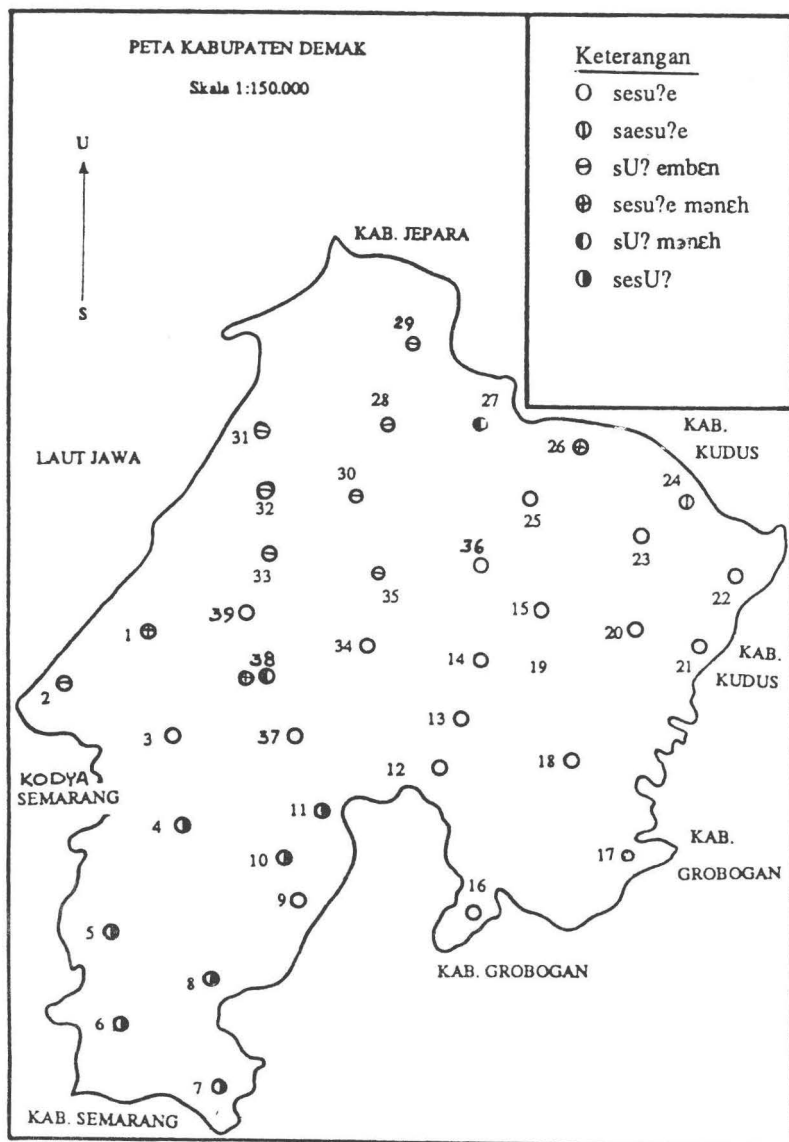 PETA KABUPATEN DEMAK
Skala 1:150.000
U
S
Keterangan
sesu?e
saesu?e
sU? embɛn
sesu?e mənɛh
sU? mənɛh
sesU?
KAB. JEPARA
29
28
27
31
26
KAB.
KUDUS
LAUT JAWA
30
24
32
25
36
23
33
35
22
39
15
1
34
20
38
14
19
21
KAB.
KUDUS
2
13
3
37
12
18
KODYA
SEMARANG
11
4
10
17
KAB.
GROBOGAN
9
16
5
KAB. GROBOGAN
8
6
7
KAB. SEMARANG